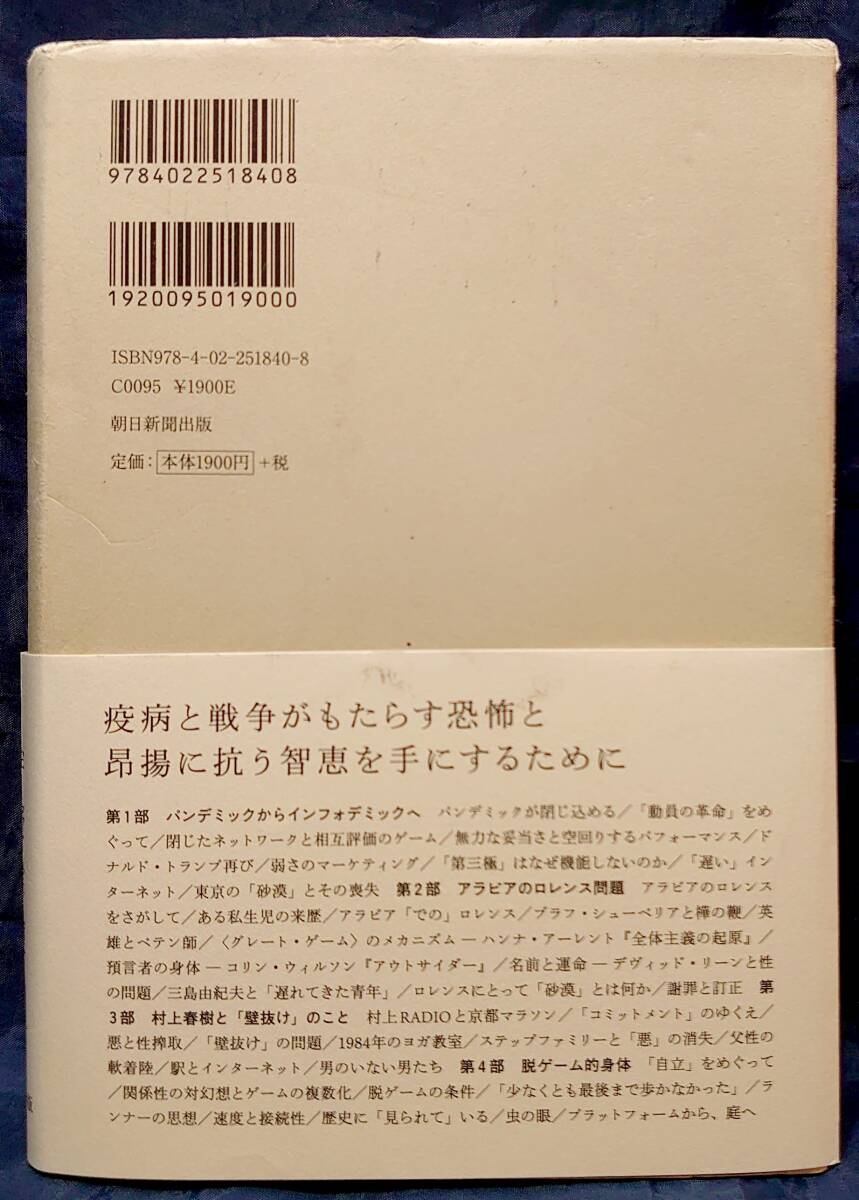 9784022518408
1920095019000
ISBN978-4-02-251840-8
C0095 ¥1900E
朝日新聞出版
定価：本体1900円＋税
疫病と戦争がもたらす恐怖と
昂揚に抗う智恵を手にするために
第1部 パンデミックからインフォデミックへ パンデミックが閉じ込める／「動員の革命」をめ
ぐって／閉じたネットワークと相互評価のゲーム／無力な妥当さと空回りするパフォーマンス／ド
ナルド・トランプ再び／弱さのマーケティング／「第三極」はなぜ機能しないのか／「遅い」イン
ターネット／東京の「砂漠」とその喪失 第2部 アラビアのロレンス問題 アラビアのロレンス
をさがして／ある私生児の来歴／アラビア「での」ロレンス／ブラフ・シューペリアと樺の鞭／英
雄とペテン師／〈グレート・ゲーム〉のメカニズム—ハンナ・アーレント『全体主義の起原』／
預言者の身体—コリン・ウィルソン『アウトサイダー』／名前と運命—デヴィッド・リーンと性
の問題／三島由紀夫と「遅れてきた青年」／ロレンスにとって「砂漠」とは何か／謝罪と訂正 第
3部 村上春樹と「壁抜け」のこと 村上RADIOと京都マラソン／「コミットメント」のゆくえ／
悪と性搾取／「壁抜け」の問題／1984年のヨガ教室／ステップファミリーと「悪」の消失／父性の
軟着陸／駅とインターネット／男のいない男たち 第4部 脱ゲーム的身体 「自立」をめぐって
／関係性の対幻想とゲームの複数化／脱ゲームの条件／「少なくとも最後まで歩かなかった」／ラ
ンナーの思想／速度と接続性／歴史に「見られて」いる／虫の眼／プラットフォームから、庭へ